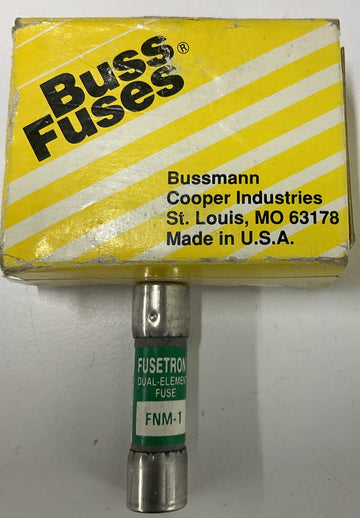 Buss®
Fuses
Bussmann
Cooper Industries
St. Louis, MO 63178
Made in U.S.A.
FUSETRON
DUAL-ELEMENT
FUSE
FNM-1